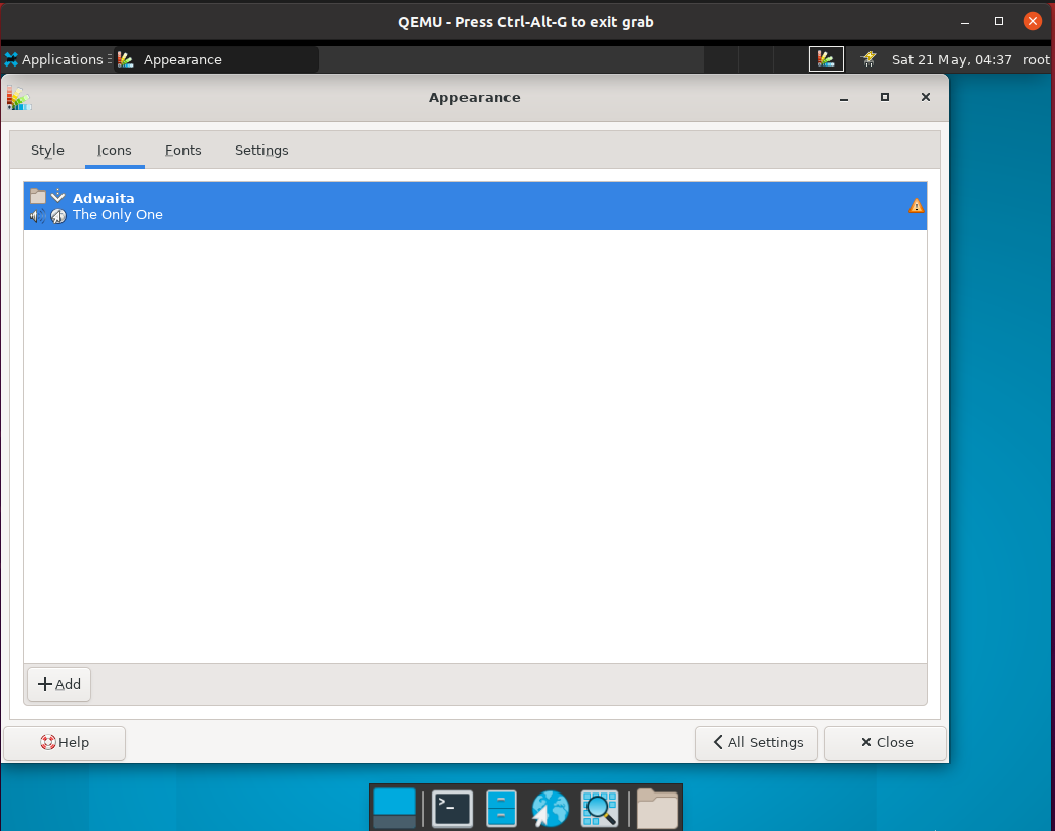 QEMU - Press Ctrl-Alt-G to exit grab
Applications Appearance Sat 21 May, 04:37 root
Appearance
Style Icons Fonts Settings
Adwaita
The Only One
Add
Help All Settings Close